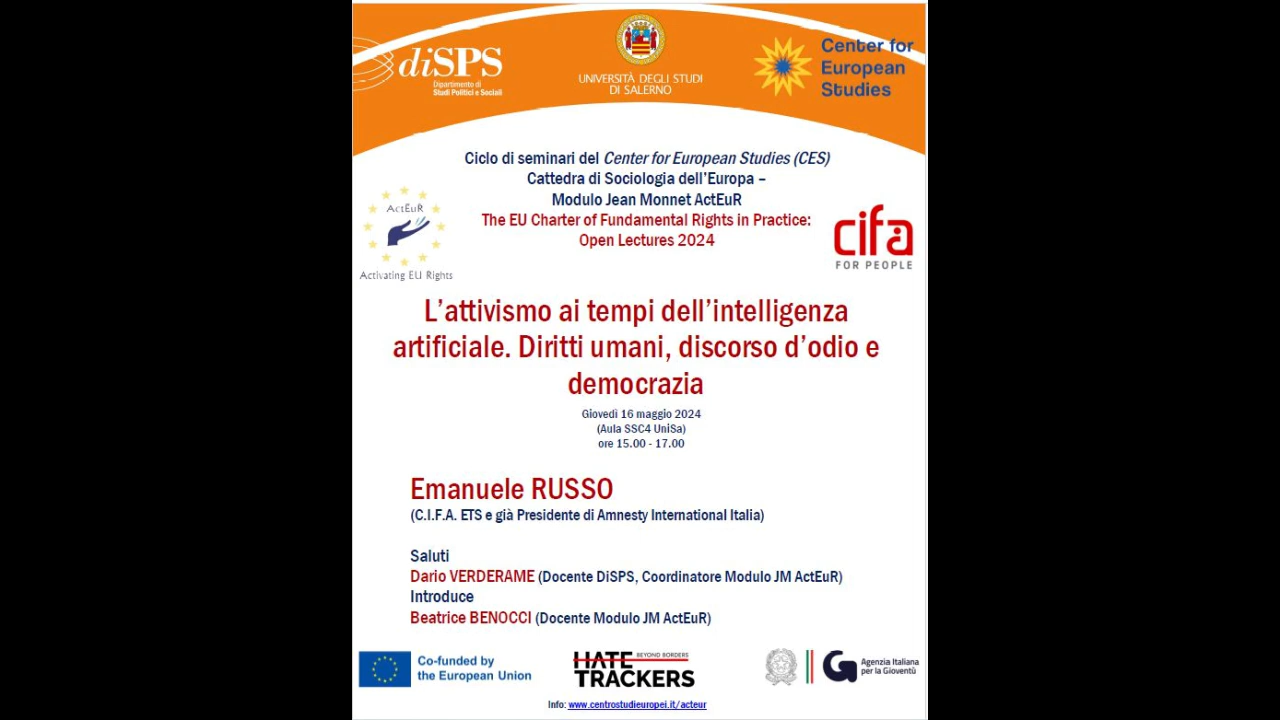 diSPS
Dipartimento di
Studi Politici e Sociali
UNIVERSITÀ DEGLI STUDI
DI SALERNO
Center for
European
Studies
Ciclo di seminari del Center for European Studies (CES)
Cattedra di Sociologia dell'Europa –
Modulo Jean Monnet ActEuR
The EU Charter of Fundamental Rights in Practice:
Open Lectures 2024
ActEuR
Activating EU Rights
cifa
FOR PEOPLE
L'attivismo ai tempi dell'intelligenza
artificiale. Diritti umani, discorso d'odio e
democrazia
Giovedì 16 maggio 2024
(Aula SSC4 UniSa)
ore 15.00 - 17.00
Emanuele RUSSO
(C.I.F.A. ETS e già Presidente di Amnesty International Italia)
Saluti
Dario VERDERAME (Docente DiSPS, Coordinatore Modulo JM ActEuR)
Introduce
Beatrice BENOCCI (Docente Modulo JM ActEuR)
Co-funded by
the European Union
HATE BEYOND BORDERS
TRACKERS
Agenzia Italiana
per la Gioventù
Info: www.centrostudieuropei.it/acteur